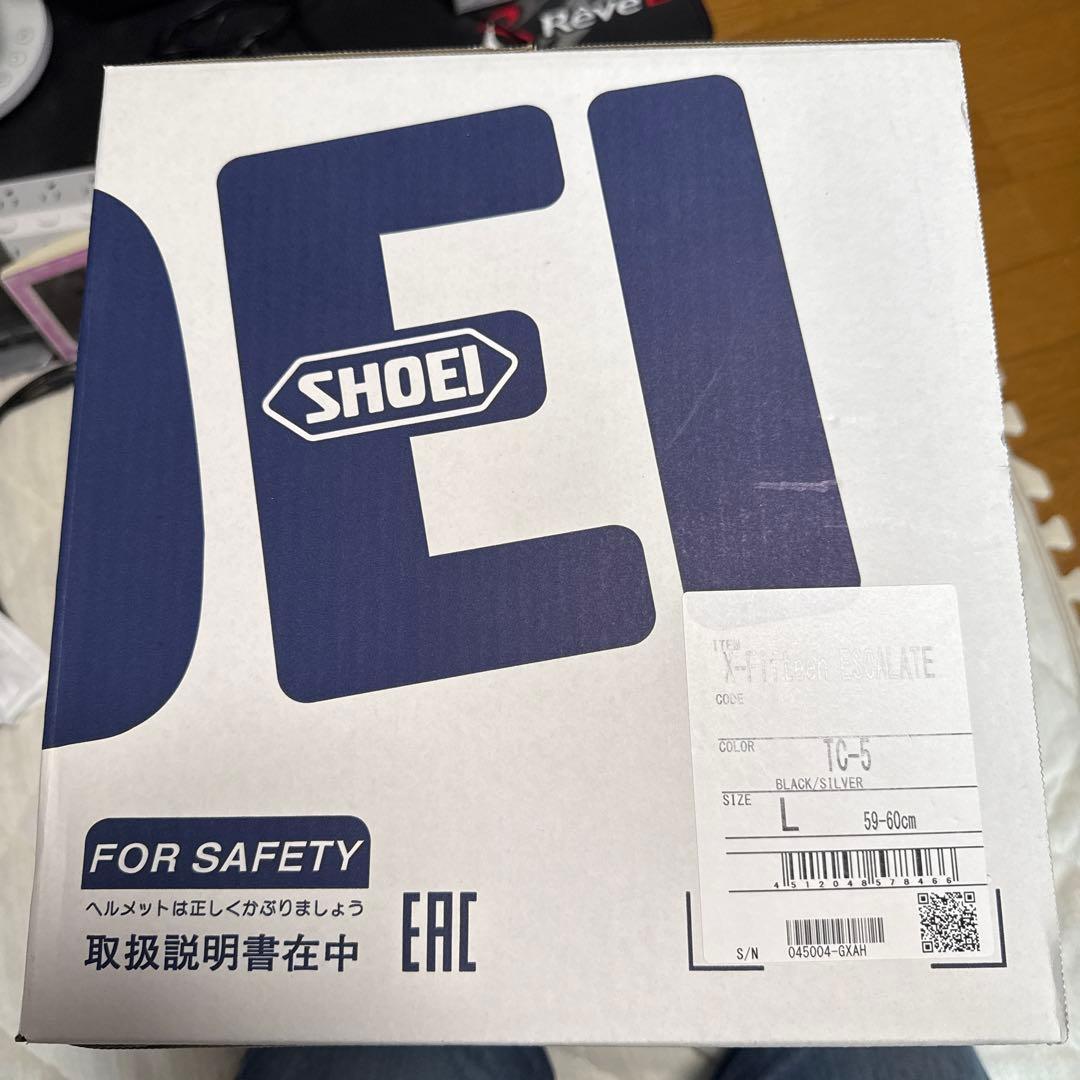 RêveL
OEI
SHOEI
ITEM
X-Fifteen ESCALATE
CODE
COLOR
TC-5
BLACK/SILVER
SIZE
L 59-60cm
4512048578466
S/N 045004-GXAH
FOR SAFETY
ヘルメットは正しくかぶりましょう
取扱説明書在中
EAC